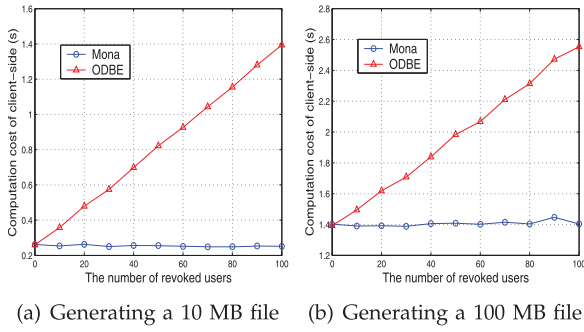 1.6
1.4
1.2
1
0.8
0.6
0.4
0.2
0 20 40 60 80 100
Computation cost of client−side (s)
The number of revoked users
Mona
ODBE
(a) Generating a 10 MB file
2.8
2.6
2.4
2.2
2
1.8
1.6
1.4
1.2
0 20 40 60 80 100
Computation cost of client−side (s)
The number of revoked users
Mona
ODBE
(b) Generating a 100 MB file